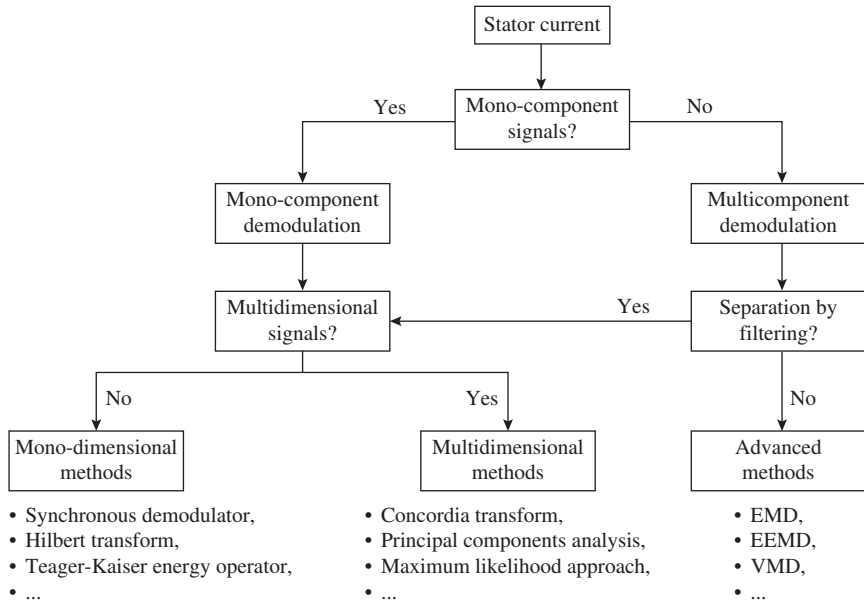 Stator current
Yes
Mono-component
signals?
No
Mono-component
demodulation
Multicomponent
demodulation
Multidimensional
signals?
Yes
Separation by
filtering?
No
Yes
No
Mono-dimensional
methods
Multidimensional
methods
Advanced
methods
• Synchronous demodulator,
• Hilbert transform,
• Teager-Kaiser energy operator,
• ...
• Concordia transform,
• Principal components analysis,
• Maximum likelihood approach,
• ...
• EMD,
• EEMD,
• VMD,
• ...